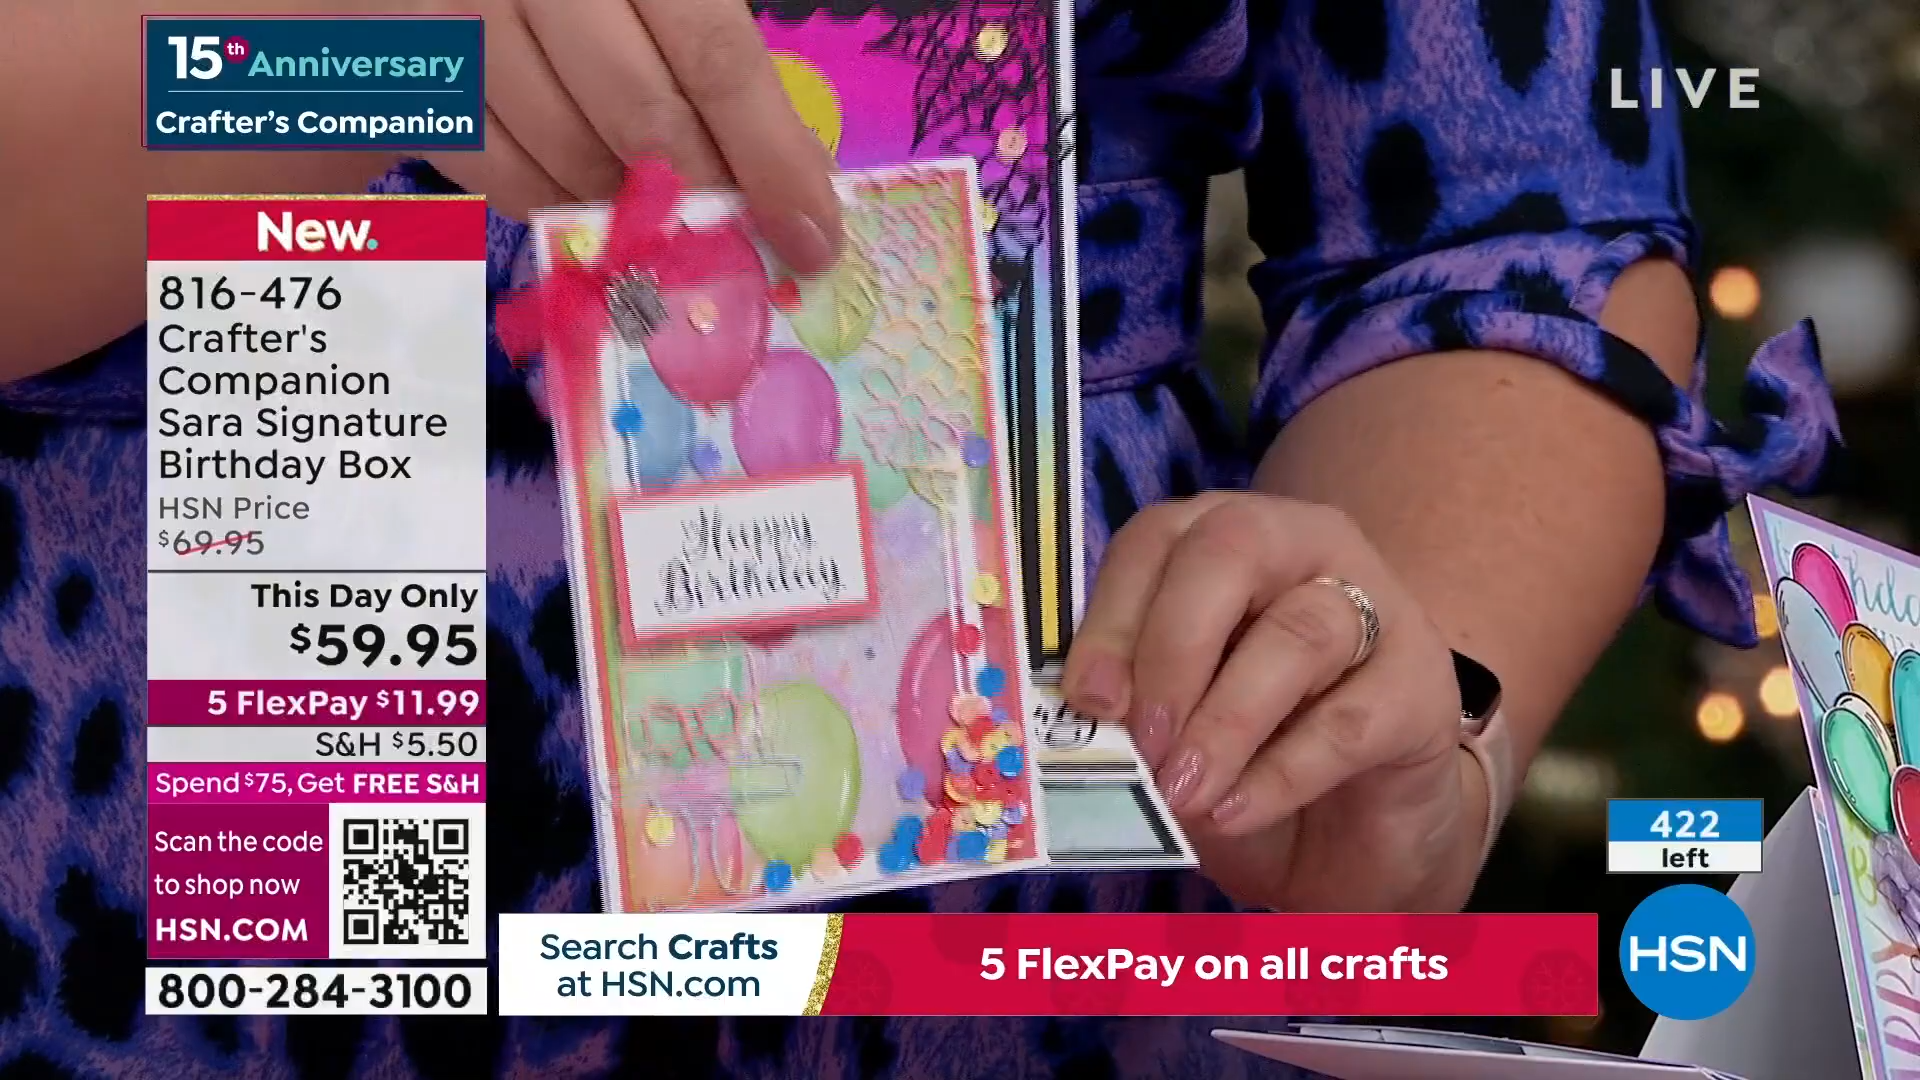 15th Anniversary
Crafter's Companion
LIVE
New.
816-476
Crafter's
Companion
Sara Signature
Birthday Box
HSN Price
$69.95
This Day Only
$59.95
5 FlexPay $11.99
S&H $5.50
Spend $75, Get FREE S&H
Scan the code
to shop now
HSN.COM
800-284-3100
Happy
Birthday
422
left
HSN
Search Crafts
at HSN.com
5 FlexPay on all crafts